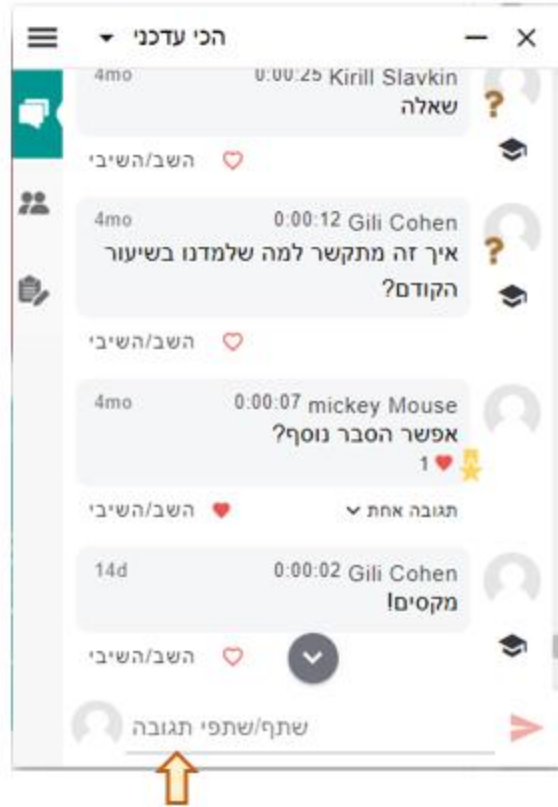 הכי עדכני
4mo 0:00:25 Kirill Slavkin
שאלה
?
השב/השיבי
4mo 0:00:12 Gili Cohen
?
איך זה מתקשר למה שלמדנו בשיעור
הקודם?
השב/השיבי
4mo 0:00:07 mickey Mouse
אפשר הסבר נוסף?
1
תגובה אחת השב/השיבי
14d 0:00:02 Gili Cohen
מקסים!
השב/השיבי
שתף/שתפי תגובה